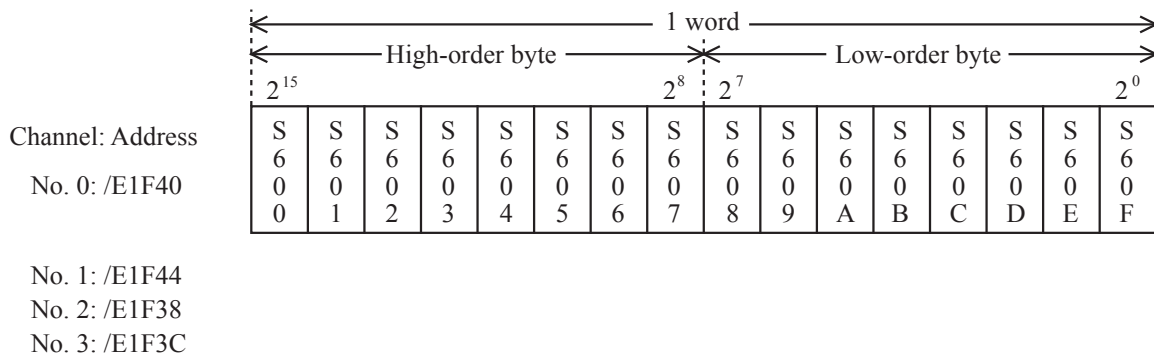 1 word
High-order byte Low-order byte
2^15 2^8 2^7 2^0
Channel: Address
No. 0: /E1F40
S600 S601 S602 S603 S604 S605 S606 S607 S608 S609 S60A S60B S60C S60D S60E S60F
No. 1: /E1F44
No. 2: /E1F38
No. 3: /E1F3C